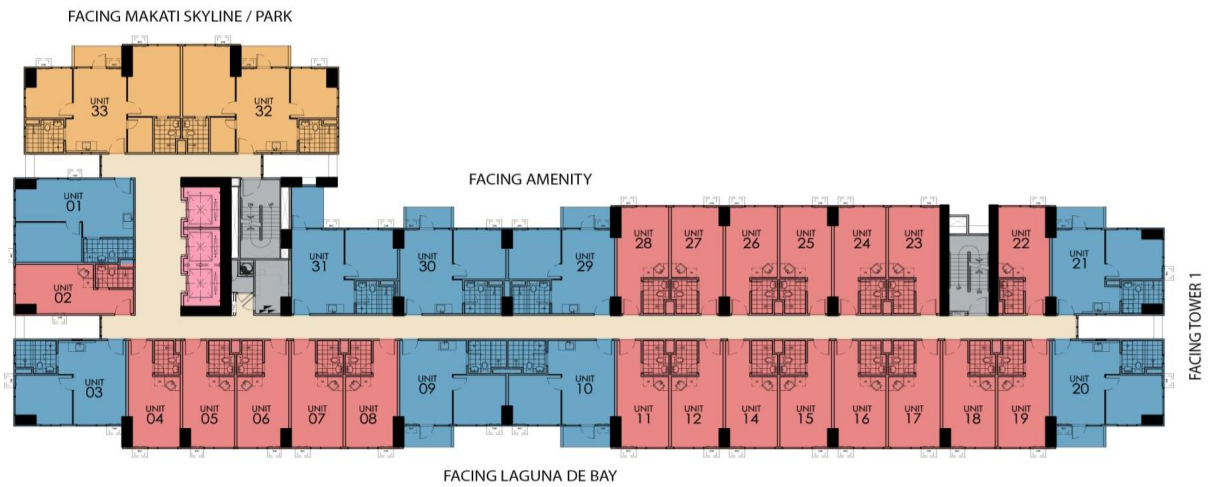 FACING MAKATI SKYLINE / PARK
UNIT
33
UNIT
32
UNIT
01
FACING AMENITY
UNIT
02
UNIT
31
UNIT
30
UNIT
29
UNIT
28
UNIT
27
UNIT
26
UNIT
25
UNIT
24
UNIT
23
UNIT
22
UNIT
21
FACING TOWER 1
UNIT
03
UNIT
04
UNIT
05
UNIT
06
UNIT
07
UNIT
08
UNIT
09
UNIT
10
UNIT
11
UNIT
12
UNIT
14
UNIT
15
UNIT
16
UNIT
17
UNIT
18
UNIT
19
UNIT
20
FACING LAGUNA DE BAY